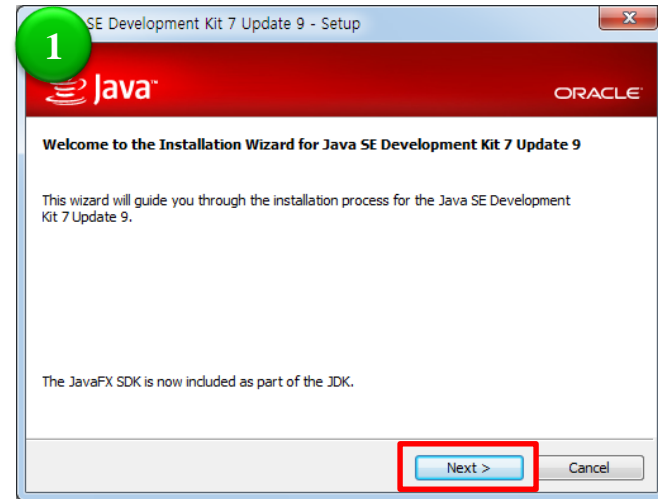 SE Development Kit 7 Update 9 - Setup
1
Java™
ORACLE
Welcome to the Installation Wizard for Java SE Development Kit 7 Update 9
This wizard will guide you through the installation process for the Java SE Development
Kit 7 Update 9.
The JavaFX SDK is now included as part of the JDK.
Next >
Cancel